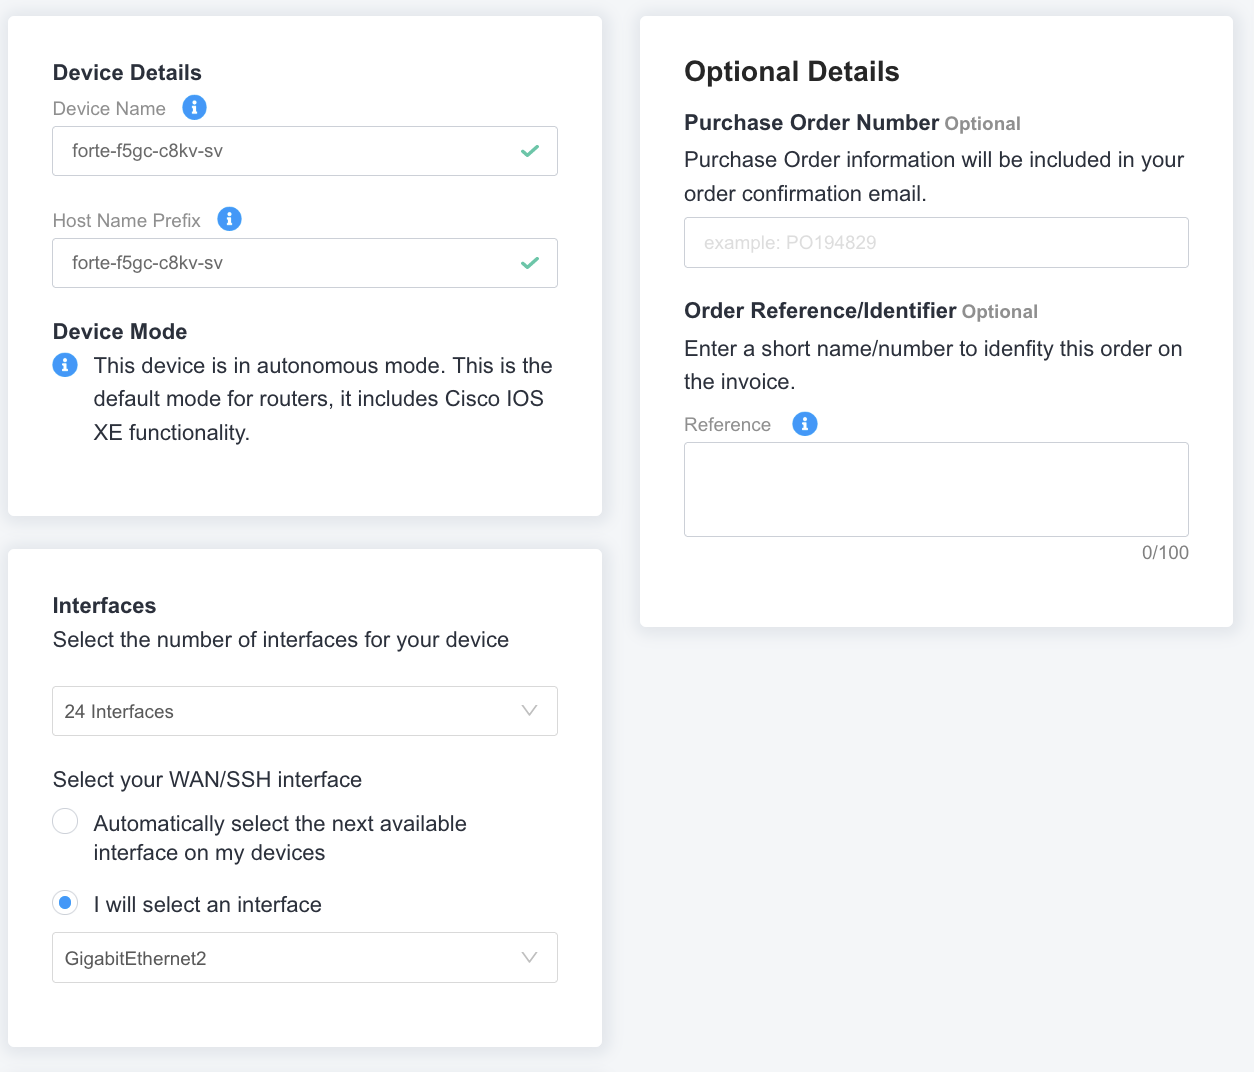 Device Details
Device Name
forte-f5gc-c8kv-sv
Host Name Prefix
forte-f5gc-c8kv-sv
Device Mode
This device is in autonomous mode. This is the
default mode for routers, it includes Cisco IOS
XE functionality.
Interfaces
Select the number of interfaces for your device
24 Interfaces
Select your WAN/SSH interface
Automatically select the next available
interface on my devices
I will select an interface
GigabitEthernet2
Optional Details
Purchase Order Number Optional
Purchase Order information will be included in your
order confirmation email.
example: PO194829
Order Reference/Identifier Optional
Enter a short name/number to idenfity this order on
the invoice.
Reference
0/100